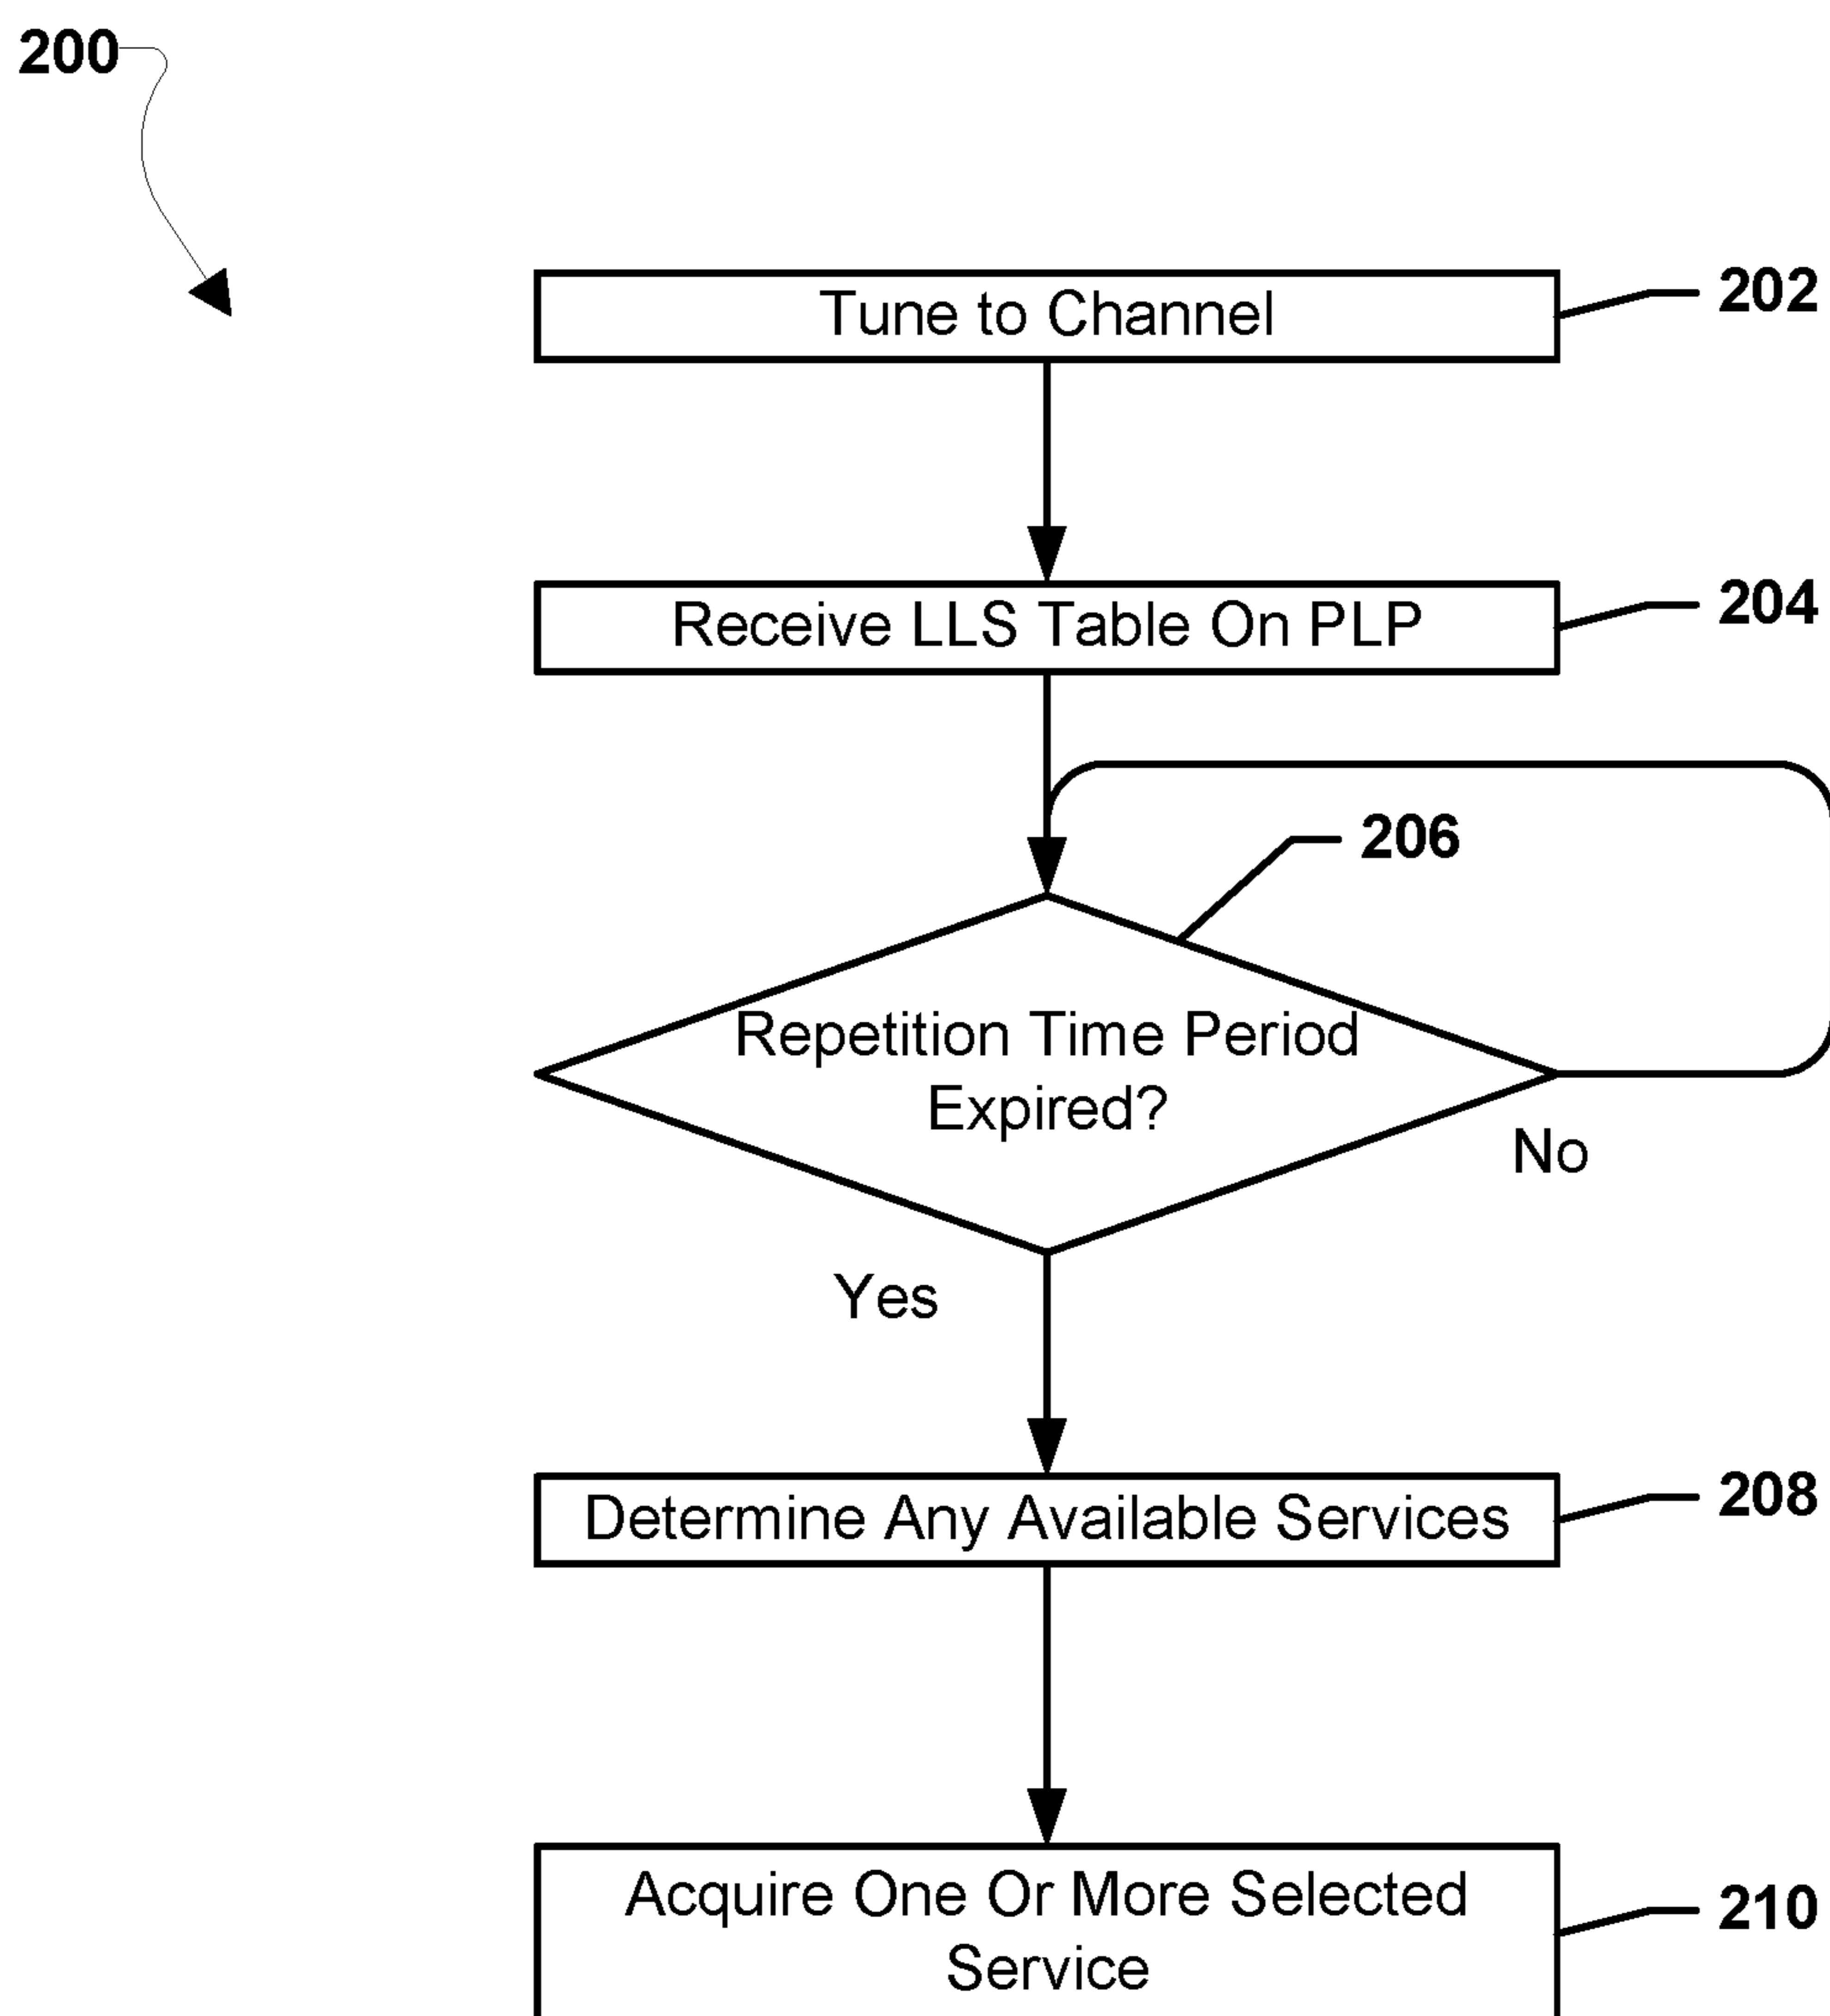 200
Tune to Channel
202
Receive LLS Table On PLP
204
206
Repetition Time Period
Expired?
No
Yes
Determine Any Available Services
208
Acquire One Or More Selected
Service
210